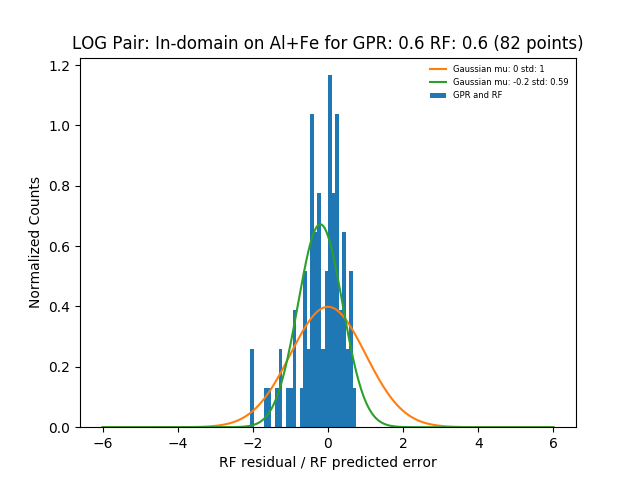 LOG Pair: In-domain on Al+Fe for GPR: 0.6 RF: 0.6 (82 points)
Gaussian mu: 0 std: 1
Gaussian mu: -0.2 std: 0.59
GPR and RF
Normalized Counts
1.2
1.0
0.8
0.6
0.4
0.2
0.0
−6
−4
−2
0
2
4
6
RF residual / RF predicted error